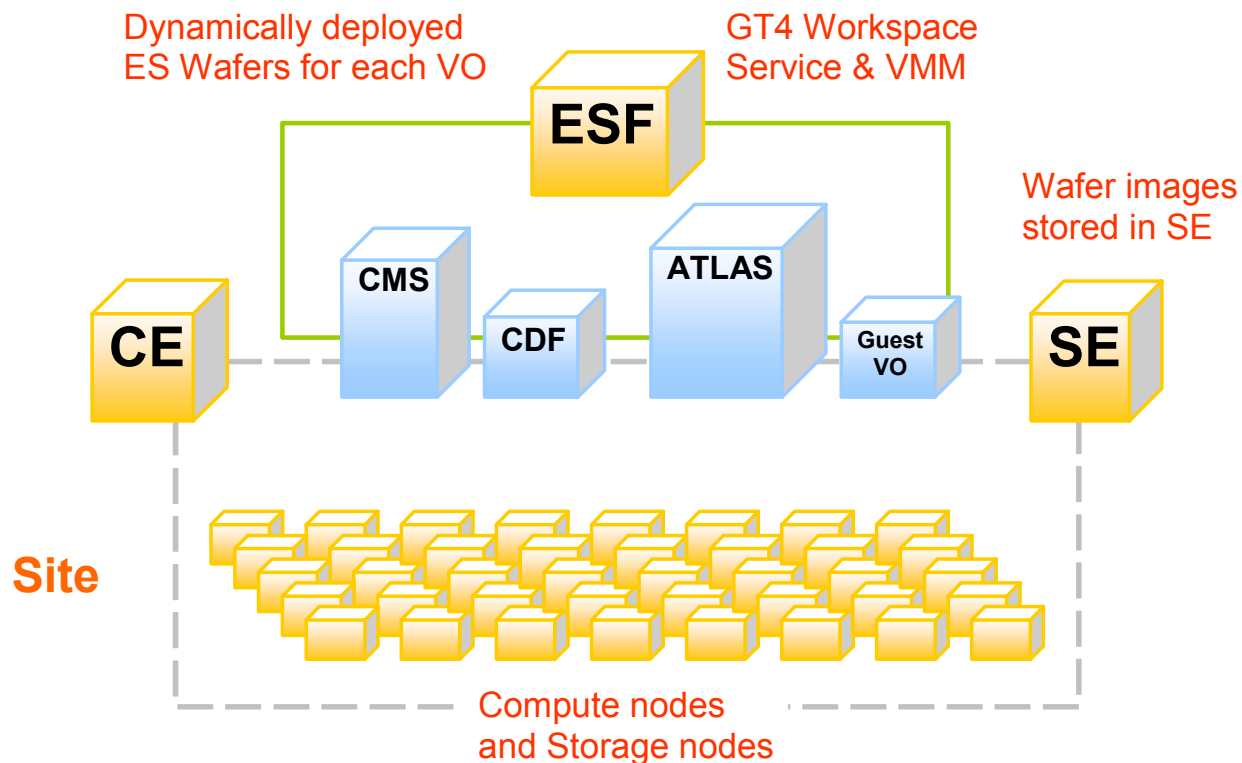 Dynamically deployed
ES Wafers for each VO
GT4 Workspace
Service & VMM
ESF
Wafer images
stored in SE
CMS
ATLAS
CE
CDF
Guest
VO
SE
Site
Compute nodes
and Storage nodes